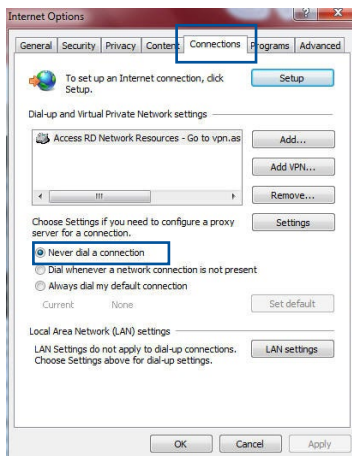 Internet Options
General Security Privacy Content Connections Programs Advanced
To set up an Internet connection, click Setup.
Setup
Dial-up and Virtual Private Network settings
Access RD Network Resources - Go to vpn.as
Add...
Add VPN...
Remove...
Choose Settings if you need to configure a proxy
server for a connection.
Settings
Never dial a connection
Dial whenever a network connection is not present
Always dial my default connection
Current None
Set default
Local Area Network (LAN) settings
LAN Settings do not apply to dial-up connections.
Choose Settings above for dial-up settings.
LAN settings
OK Cancel Apply